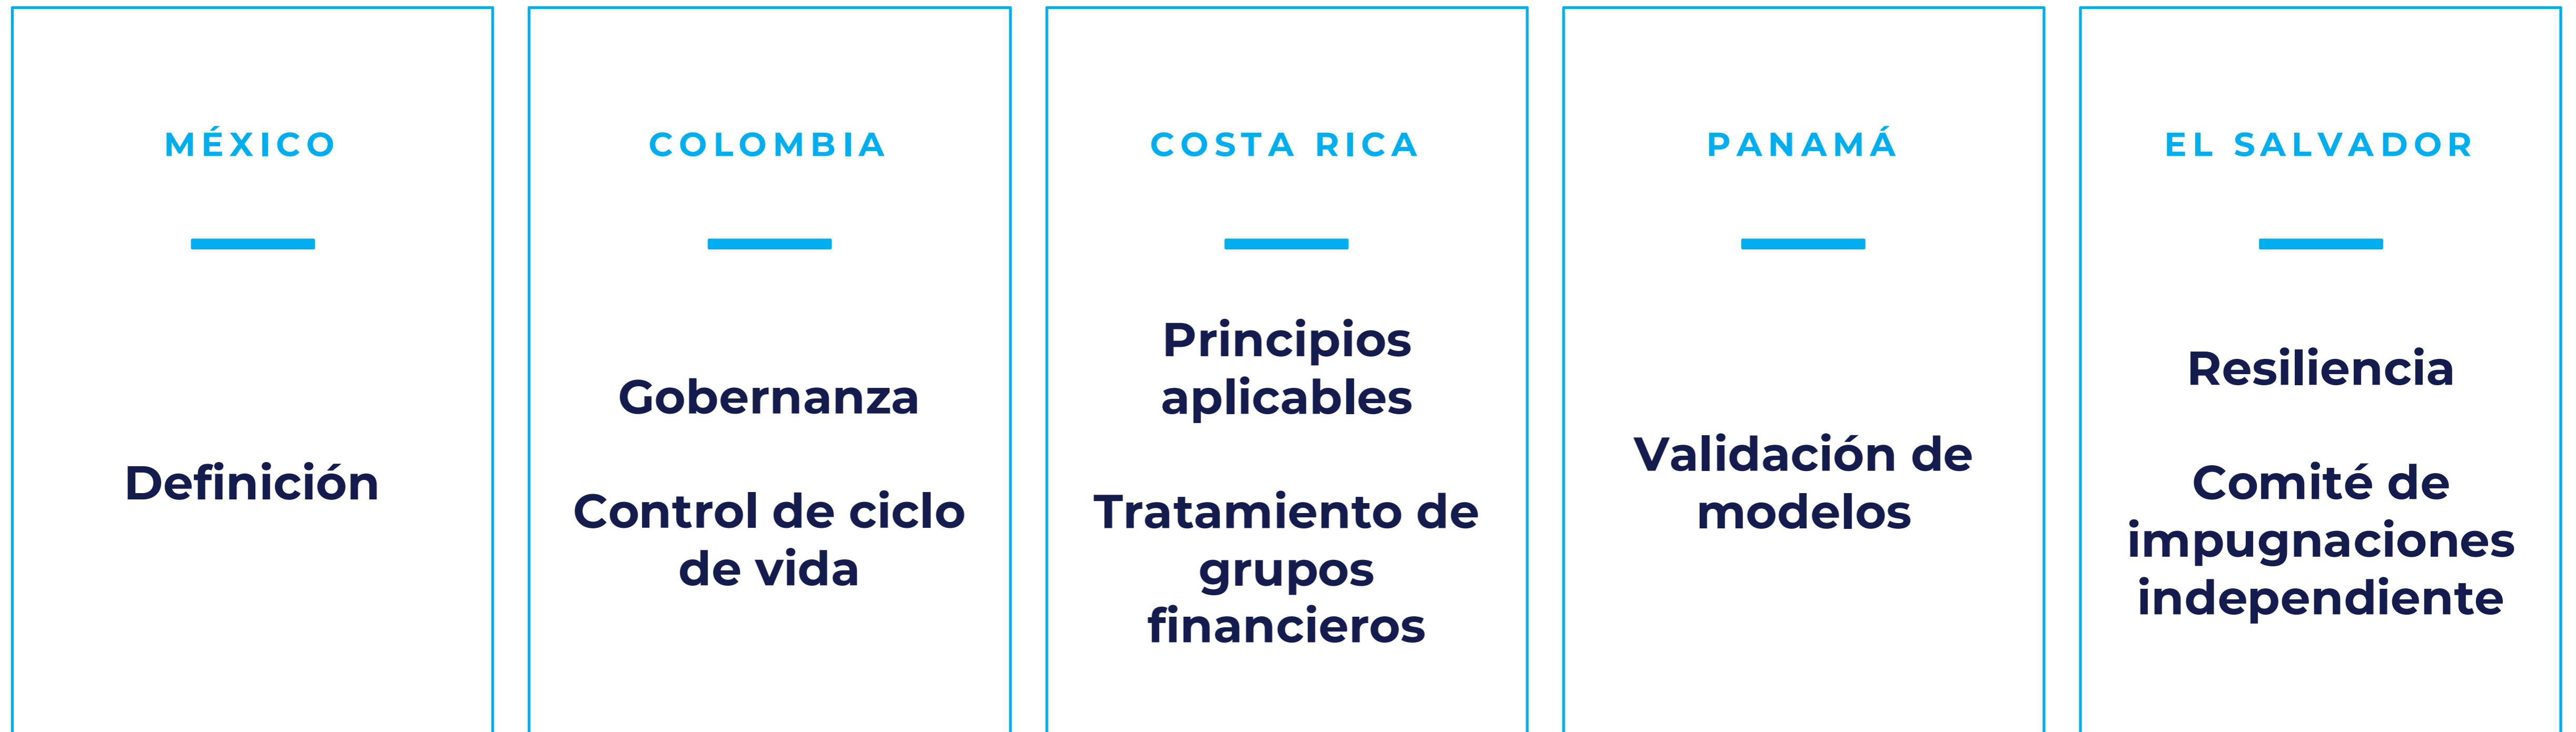 MÉXICO
Definición
COLOMBIA
Gobernanza
Control de ciclo
de vida
COSTA RICA
Principios
aplicables
Tratamiento de
grupos
financieros
PANAMÁ
Validación de
modelos
EL SALVADOR
Resiliencia
Comité de
impugnaciones
independiente